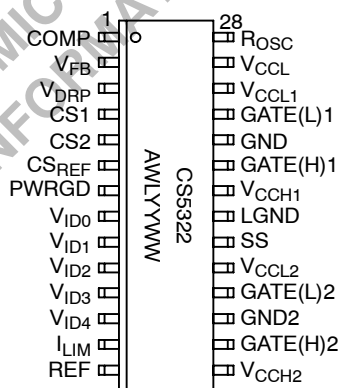 1 28
COMP ROSC
VFB VCCL
VDRP VCCL1
CS1 GATE(L)1
CS2 GND
CSREF GATE(H)1
PWRGD VCCH1
VID0 LGND
VID1 SS
VID2 VCCL2
VID3 GATE(L)2
VID4 GND2
ILIM GATE(H)2
REF VCCH2
CS5322
AWLYYWW